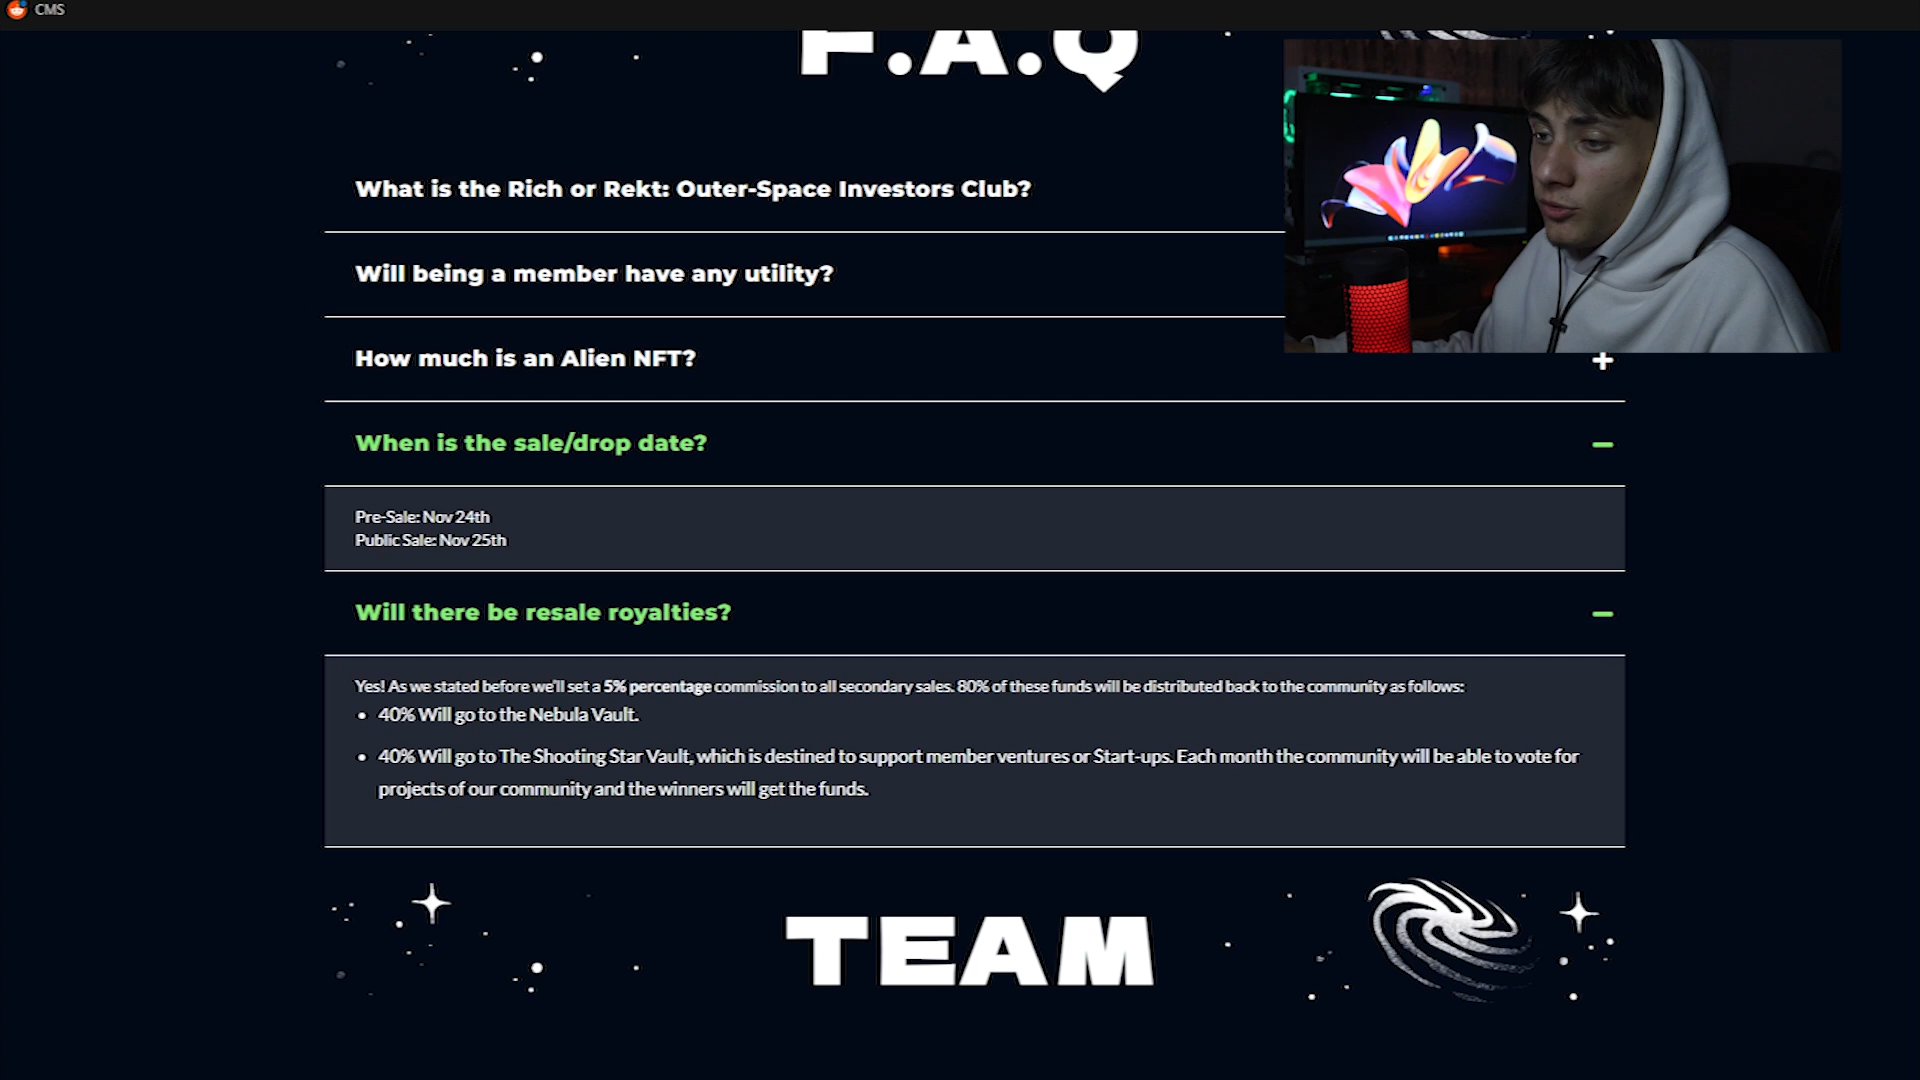 CMS
F.A.Q
What is the Rich or Rekt: Outer-Space Investors Club?
Will being a member have any utility?
How much is an Alien NFT?
When is the sale/drop date?
Pre-Sale: Nov 24th
Public Sale: Nov 25th
Will there be resale royalties?
Yes! As we stated before we'll set a 5% percentage commission to all secondary sales. 80% of these funds will be distributed back to the community as follows:
• 40% Will go to the Nebula Vault.
• 40% Will go to The Shooting Star Vault, which is destined to support member ventures or Start-ups. Each month the community will be able to vote for
projects of our community and the winners will get the funds.
TEAM